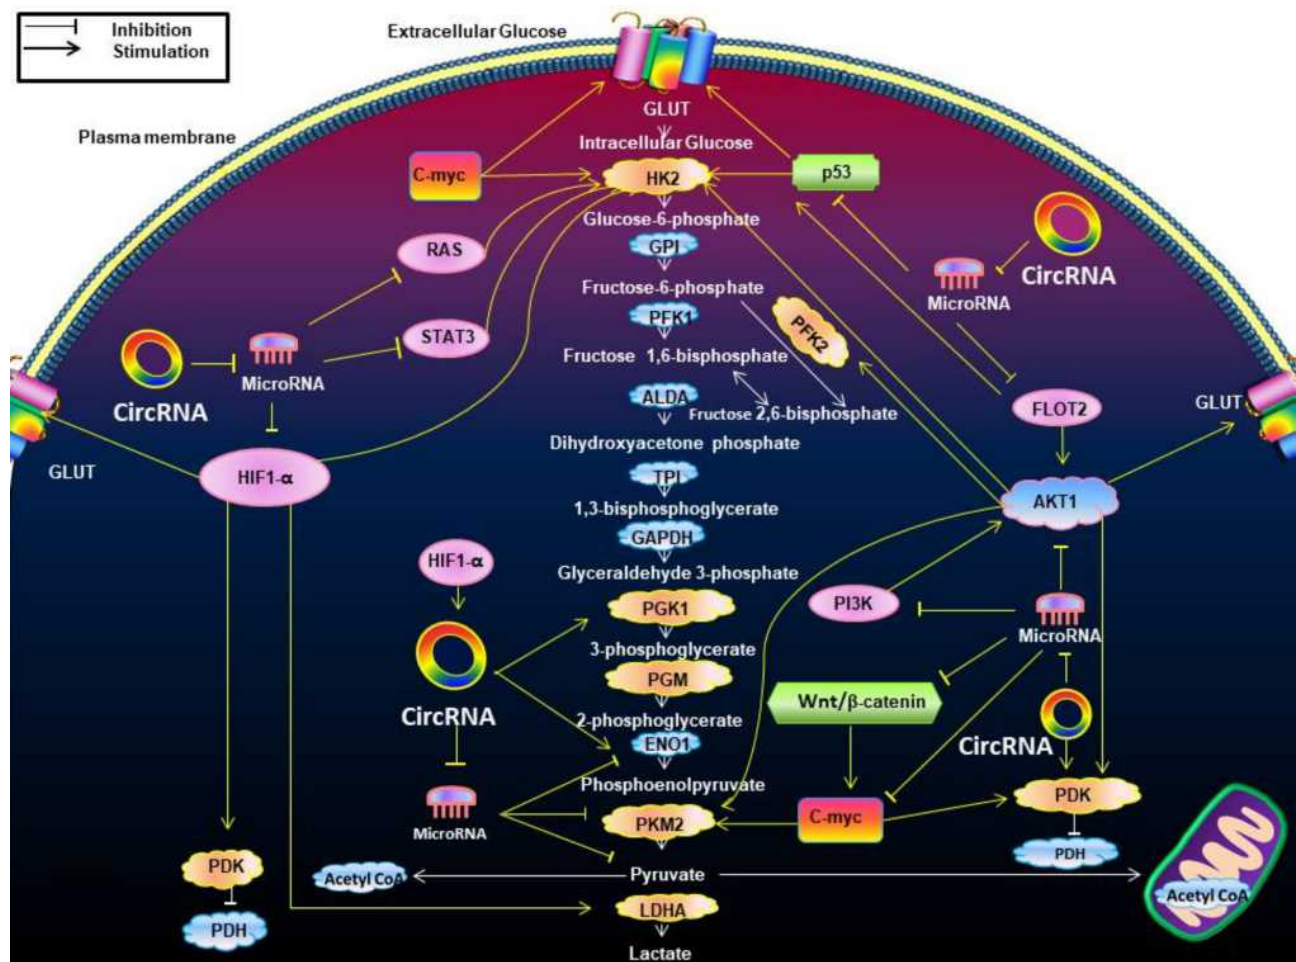 Inhibition
Stimulation
Extracellular Glucose
Plasma membrane
GLUT
Intracellular Glucose
C-myc
HK2
p53
Glucose-6-phosphate
RAS
GPI
CircRNA
Fructose-6-phosphate
MicroRNA
PFK1
PFK2
STAT3
Fructose 1,6-bisphosphate
MicroRNA
CircRNA
ALDA
Fructose 2,6-bisphosphate
FLOT2
GLUT
Dihydroxyacetone phosphate
GLUT
HIF1-α
TPI
AKT1
1,3-bisphosphoglycerate
GAPDH
HIF1-α
Glyceraldehyde 3-phosphate
PGK1
PI3K
MicroRNA
3-phosphoglycerate
PGM
Wnt/β-catenin
CircRNA
2-phosphoglycerate
ENO1
CircRNA
Phosphoenolpyruvate
PDK
MicroRNA
PKM2
C-myc
PDH
PDK
Acetyl CoA
Pyruvate
Acetyl CoA
LDHA
PDH
Lactate